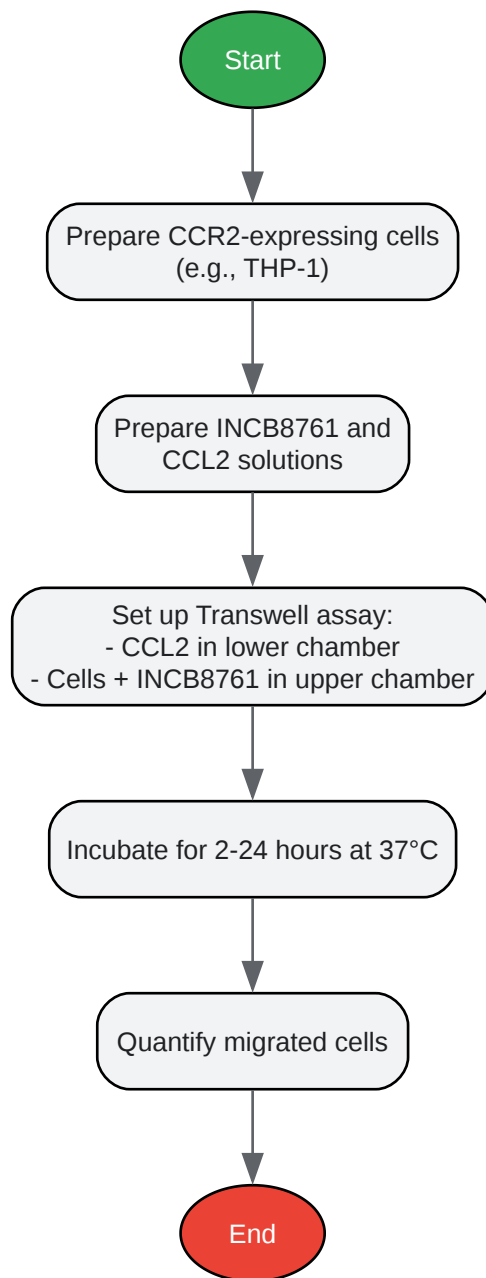 Start
Prepare CCR2-expressing cells
(e.g., THP-1)
Prepare INCB8761 and
CCL2 solutions
Set up Transwell assay:
- CCL2 in lower chamber
- Cells + INCB8761 in upper chamber
Incubate for 2-24 hours at 37°C
Quantify migrated cells
End